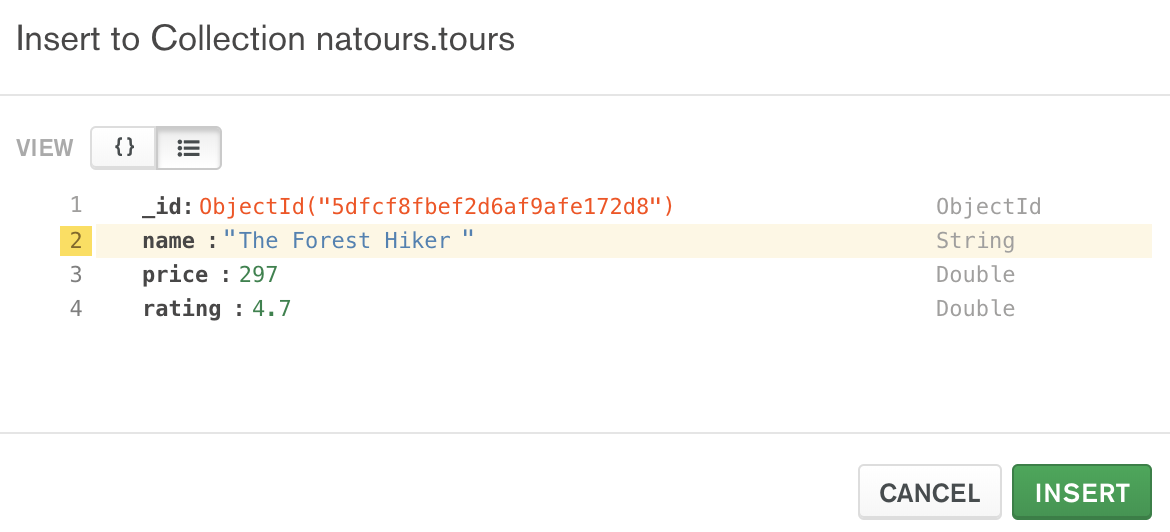 Insert to Collection natours.tours
VIEW {}
1 _id: ObjectId("5dfcf8fbef2d6af9afe172d8") ObjectId
2 name :"The Forest Hiker " String
3 price : 297 Double
4 rating : 4.7 Double
CANCEL INSERT